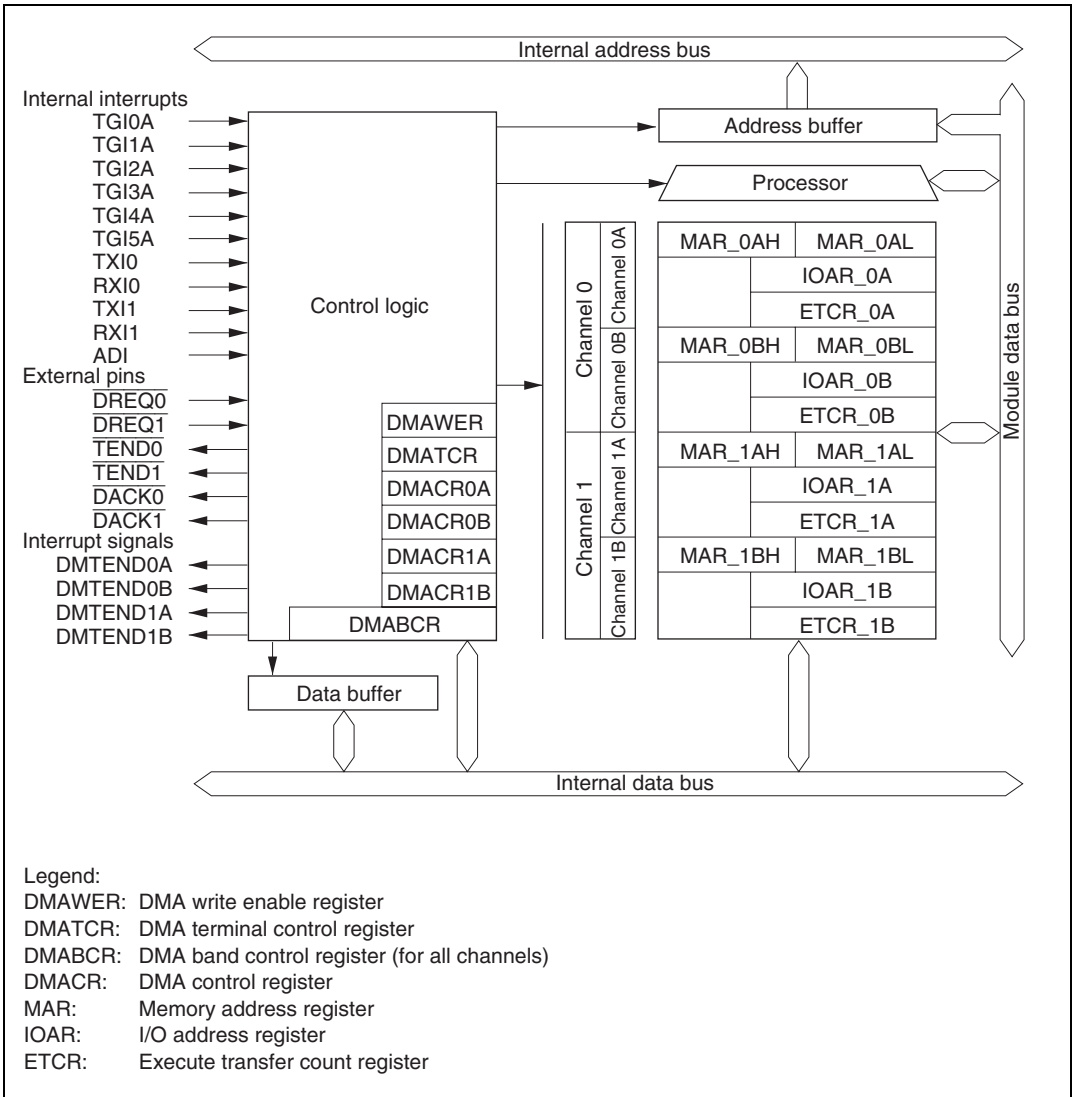 Internal address bus
Internal interrupts
TGI0A
TGI1A
TGI2A
TGI3A
TGI4A
TGI5A
TXI0
RXI0
TXI1
RXI1
ADI
External pins
DREQ0
DREQ1
TEND0
TEND1
DACK0
DACK1
Interrupt signals
DMTEND0A
DMTEND0B
DMTEND1A
DMTEND1B
Control logic
DMAWER
DMATCR
DMACR0A
DMACR0B
DMACR1A
DMACR1B
DMABCR
Data buffer
Address buffer
Processor
Channel 0
Channel 0A
Channel 0B
Channel 1
Channel 1A
Channel 1B
MAR_0AH MAR_0AL
IOAR_0A
ETCR_0A
MAR_0BH MAR_0BL
IOAR_0B
ETCR_0B
MAR_1AH MAR_1AL
IOAR_1A
ETCR_1A
MAR_1BH MAR_1BL
IOAR_1B
ETCR_1B
Module data bus
Internal data bus
Legend:
DMAWER: DMA write enable register
DMATCR: DMA terminal control register
DMABCR: DMA band control register (for all channels)
DMACR: DMA control register
MAR: Memory address register
IOAR: I/O address register
ETCR: Execute transfer count register